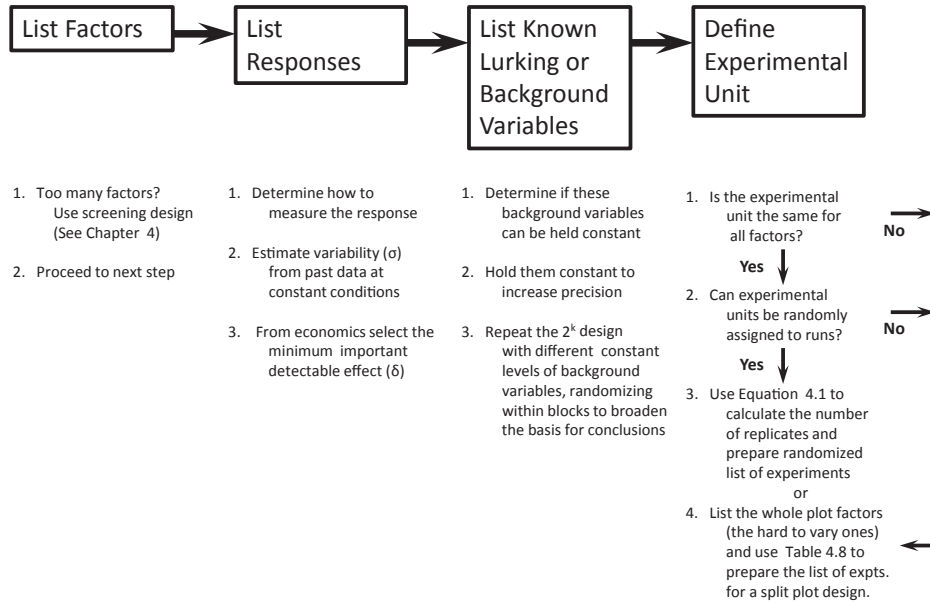 List Factors
List
Responses
List Known
Lurking or
Background
Variables
Define
Experimental
Unit
1. Too many factors?
Use screening design
(See Chapter 4)
2. Proceed to next step
1. Determine how to
measure the response
2. Estimate variability (σ)
from past data at
constant conditions
3. From economics select the
minimum important
detectable effect (δ)
1. Determine if these
background variables
can be held constant
2. Hold them constant to
increase precision
3. Repeat the 2^k design
with different constant
levels of background
variables, randomizing
within blocks to broaden
the basis for conclusions
1. Is the experimental
unit the same for
all factors?
No
Yes
2. Can experimental
units be randomly
assigned to runs?
No
Yes
3. Use Equation 4.1 to
calculate the number
of replicates and
prepare randomized
list of experiments
or
4. List the whole plot factors
(the hard to vary ones)
and use Table 4.8 to
prepare the list of expts.
for a split plot design.